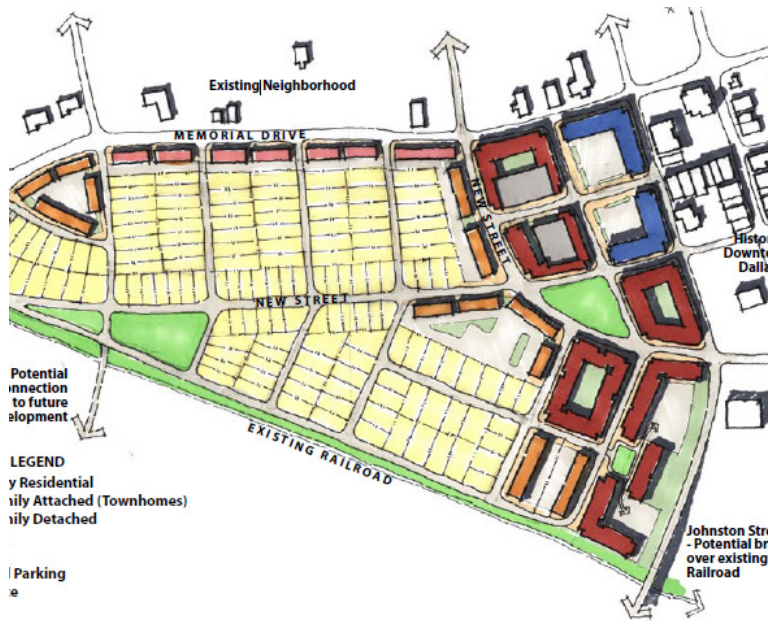 Existing Neighborhood
MEMORIAL DRIVE
NEW STREET
Histor
Downto
Dalla
NEW STREET
Potential
onnection
to future
elopment
EXISTING RAILROAD
LEGEND
y Residential
nily Attached (Townhomes)
nily Detached
l Parking
Johnston Stre
- Potential br
over existing
Railroad